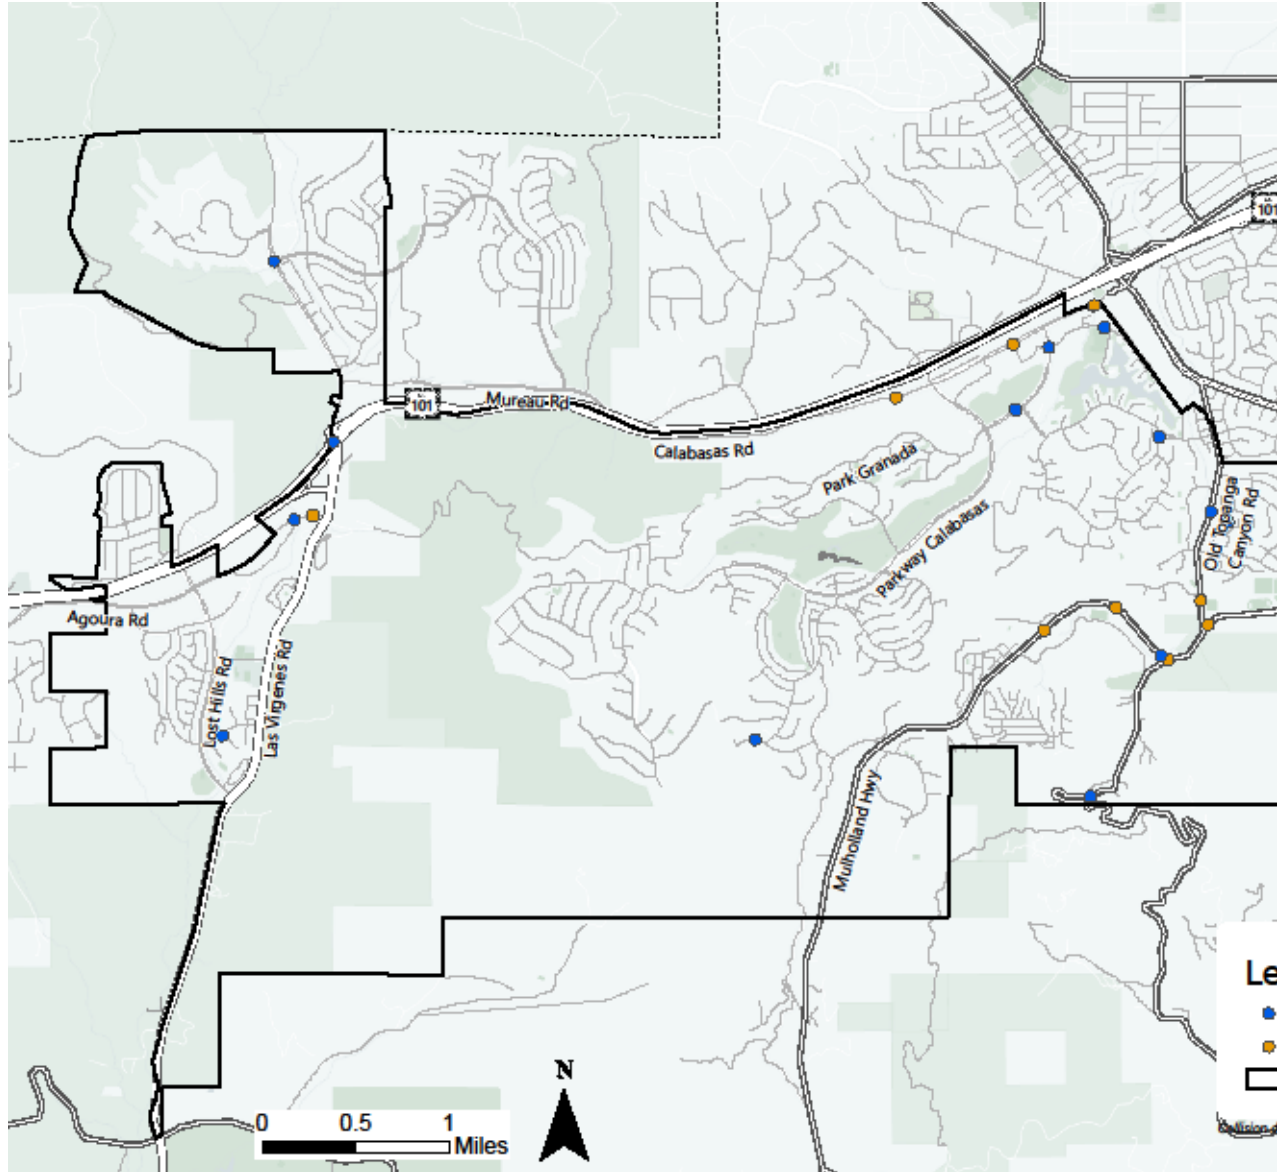 101
101
Mureau Rd
Calabasas Rd
Park Granada
Parkway Calabasas
Old Topanga
Canyon Rd
Agoura Rd
Lost Hills Rd
Las Virgenes Rd
Mulholland Hwy
Le
N
0 0.5 1
Miles
Collision